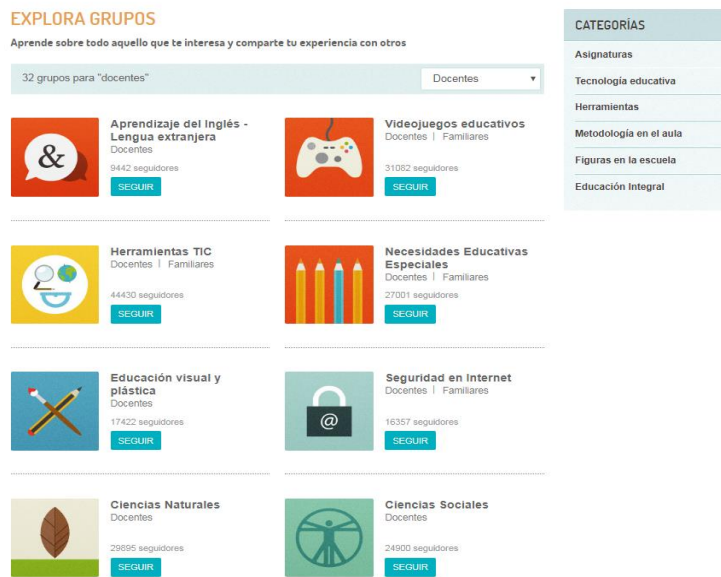 EXPLORA GRUPOS
Aprende sobre todo aquello que te interesa y comparte tu experiencia con otros
32 grupos para "docentes"
Docentes
Aprendizaje del Inglés -
Lengua extranjera
Docentes
9442 seguidores
SEGUIR
&
Videojuegos educativos
Docentes | Familiares
31082 seguidores
SEGUIR
Herramientas TIC
Docentes | Familiares
44430 seguidores
SEGUIR
Necesidades Educativas
Especiales
Docentes | Familiares
27001 seguidores
SEGUIR
Educación visual y
plástica
Docentes
17422 seguidores
SEGUIR
Seguridad en Internet
Docentes | Familiares
16357 seguidores
SEGUIR
@
Ciencias Naturales
Docentes
29695 seguidores
SEGUIR
Ciencias Sociales
Docentes
24900 seguidores
SEGUIR
CATEGORÍAS
Asignaturas
Tecnología educativa
Herramientas
Metodología en el aula
Figuras en la escuela
Educación Integral